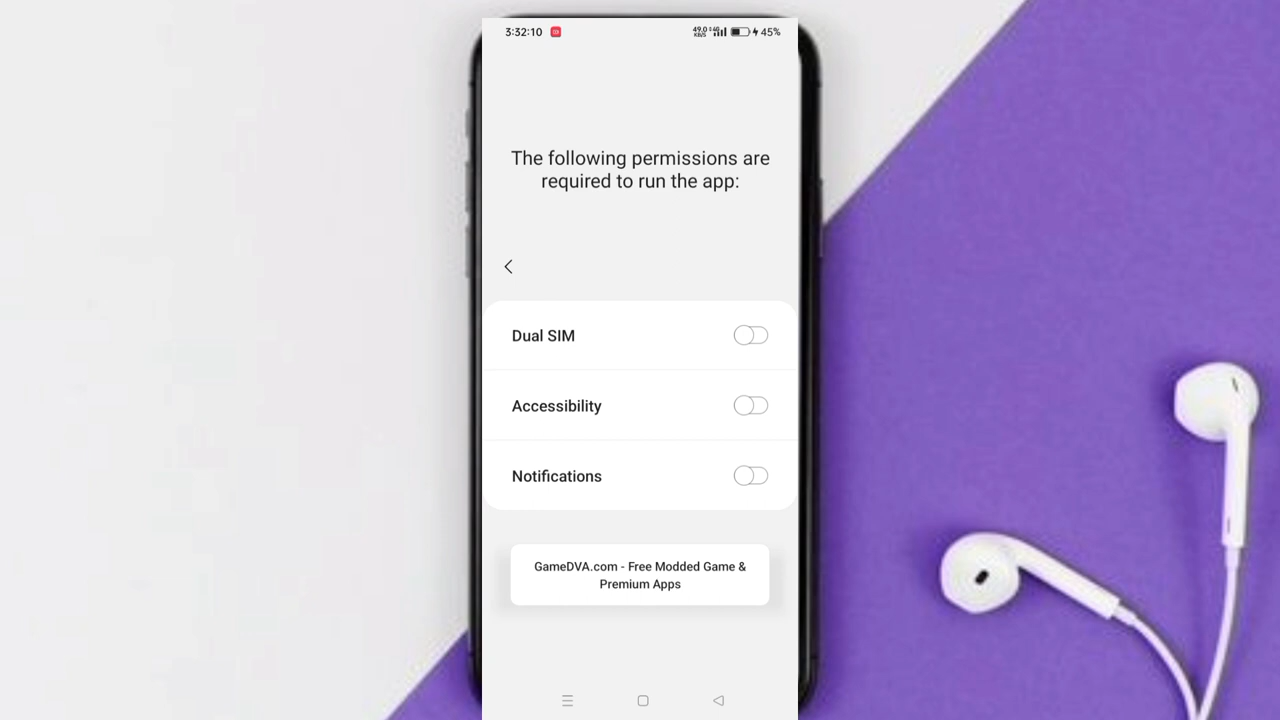 3:32:10
45%
The following permissions are
required to run the app:
Dual SIM
Accessibility
Notifications
GameDVA.com - Free Modded Game &
Premium Apps